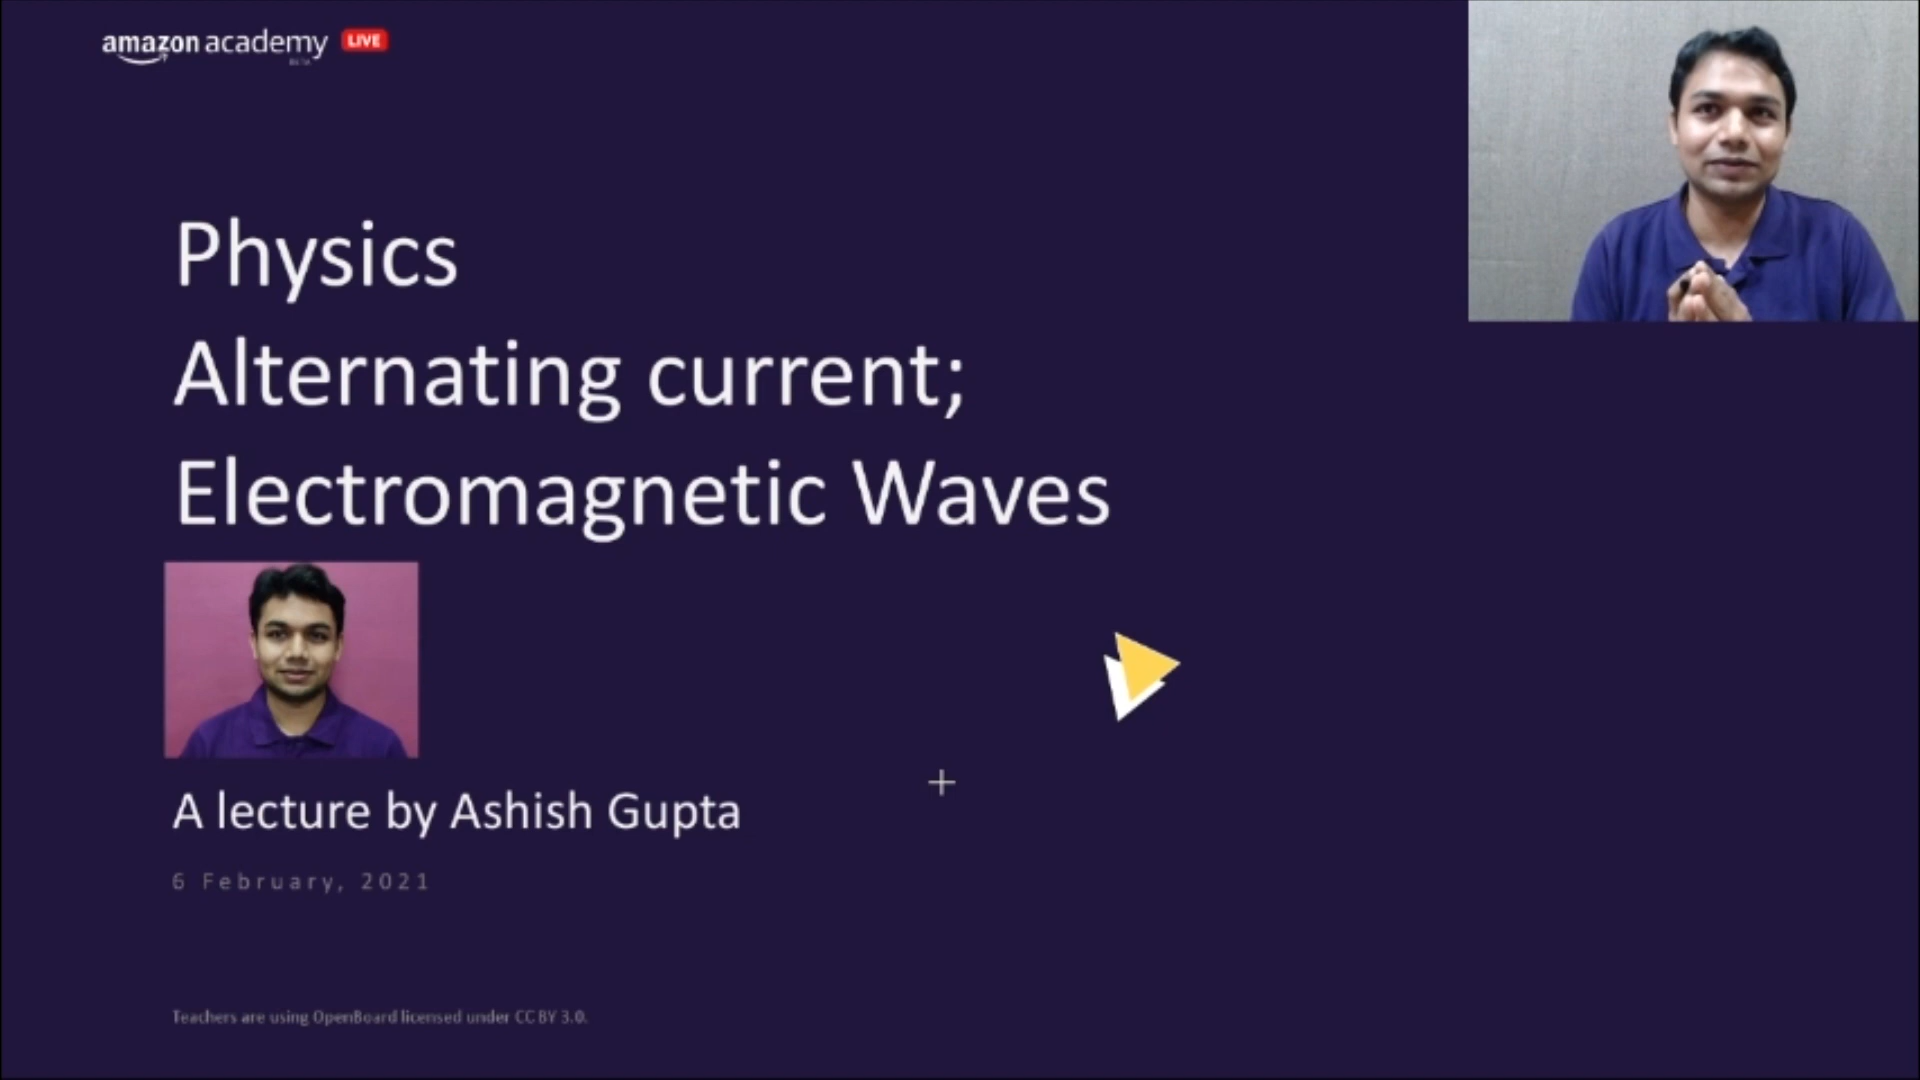 amazon academy LIVE
BETA
Physics
Alternating current;
Electromagnetic Waves
A lecture by Ashish Gupta
6 February, 2021
Teachers are using OpenBoard licensed under CC BY 3.0.